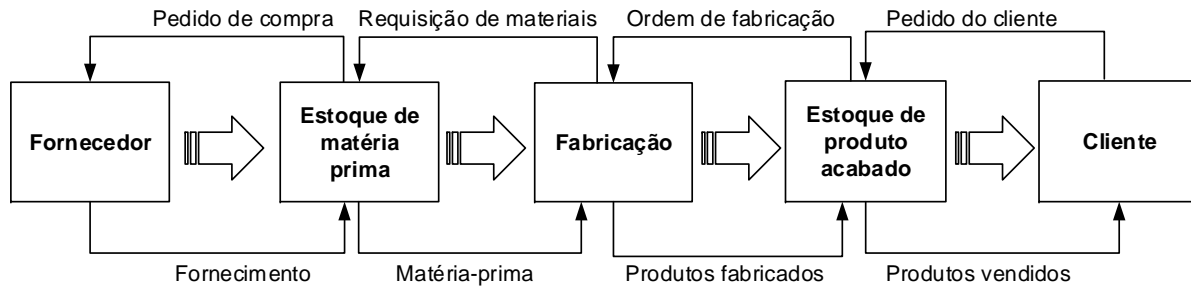 Pedido de compra
Requisição de materiais
Ordem de fabricação
Pedido do cliente
Fornecedor
Estoque de
matéria
prima
Fabricação
Estoque de
produto
acabado
Cliente
Fornecimento
Matéria-prima
Produtos fabricados
Produtos vendidos